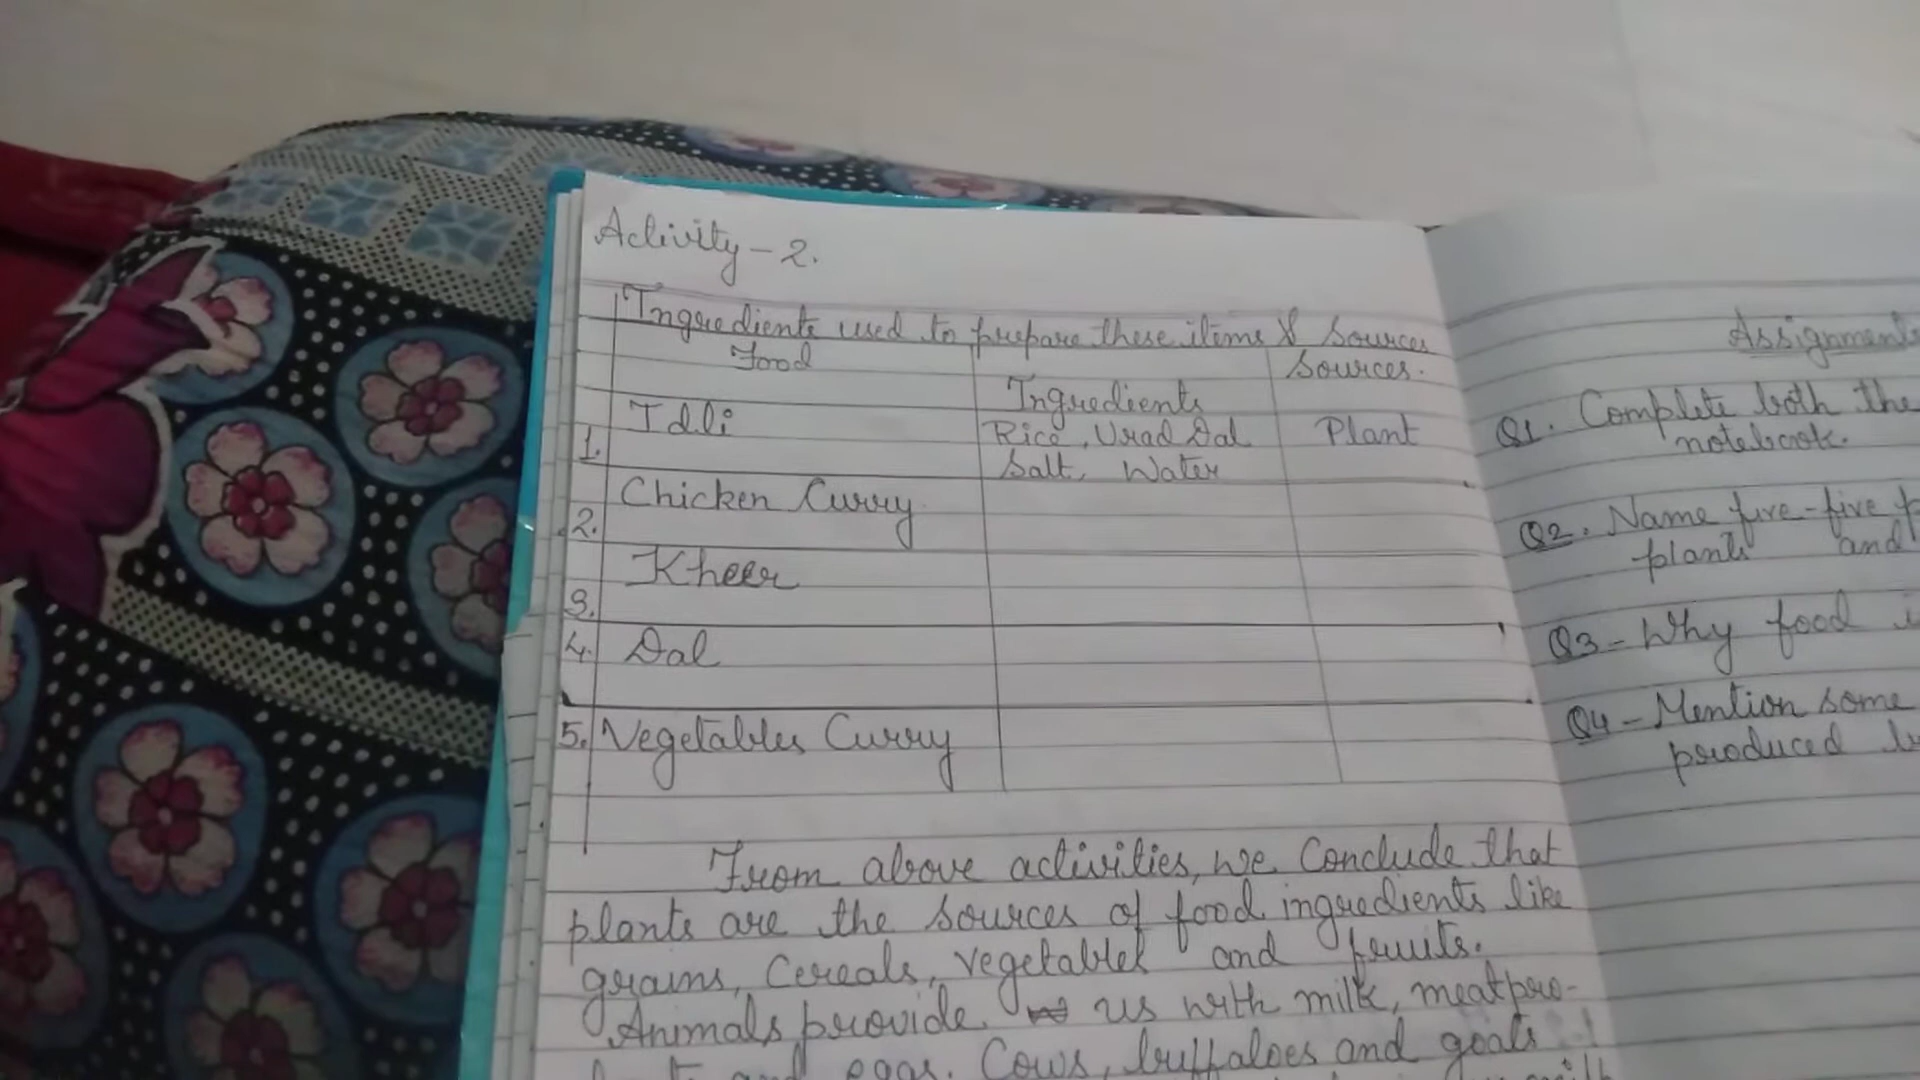 Activity - 2.
Ingredients used to prepare these items & Sources
Food Ingredients Sources.
1. Idli Rice, Urad Dal Plant
Salt, Water
2. Chicken Curry
3. Kheer
4. Dal
5. Vegetables Curry
From above activities, we conclude that
plants are the sources of food ingredients like
grains, Cereals, vegetables and fruits.
Animals provide us with milk, meat pro-
and eggs. Cows, buffaloes and goats
Assignment
Q1. Complete both the
notebook.
Q2. Name five-five
plants and
Q3 - Why food
Q4 - Mention some
produced